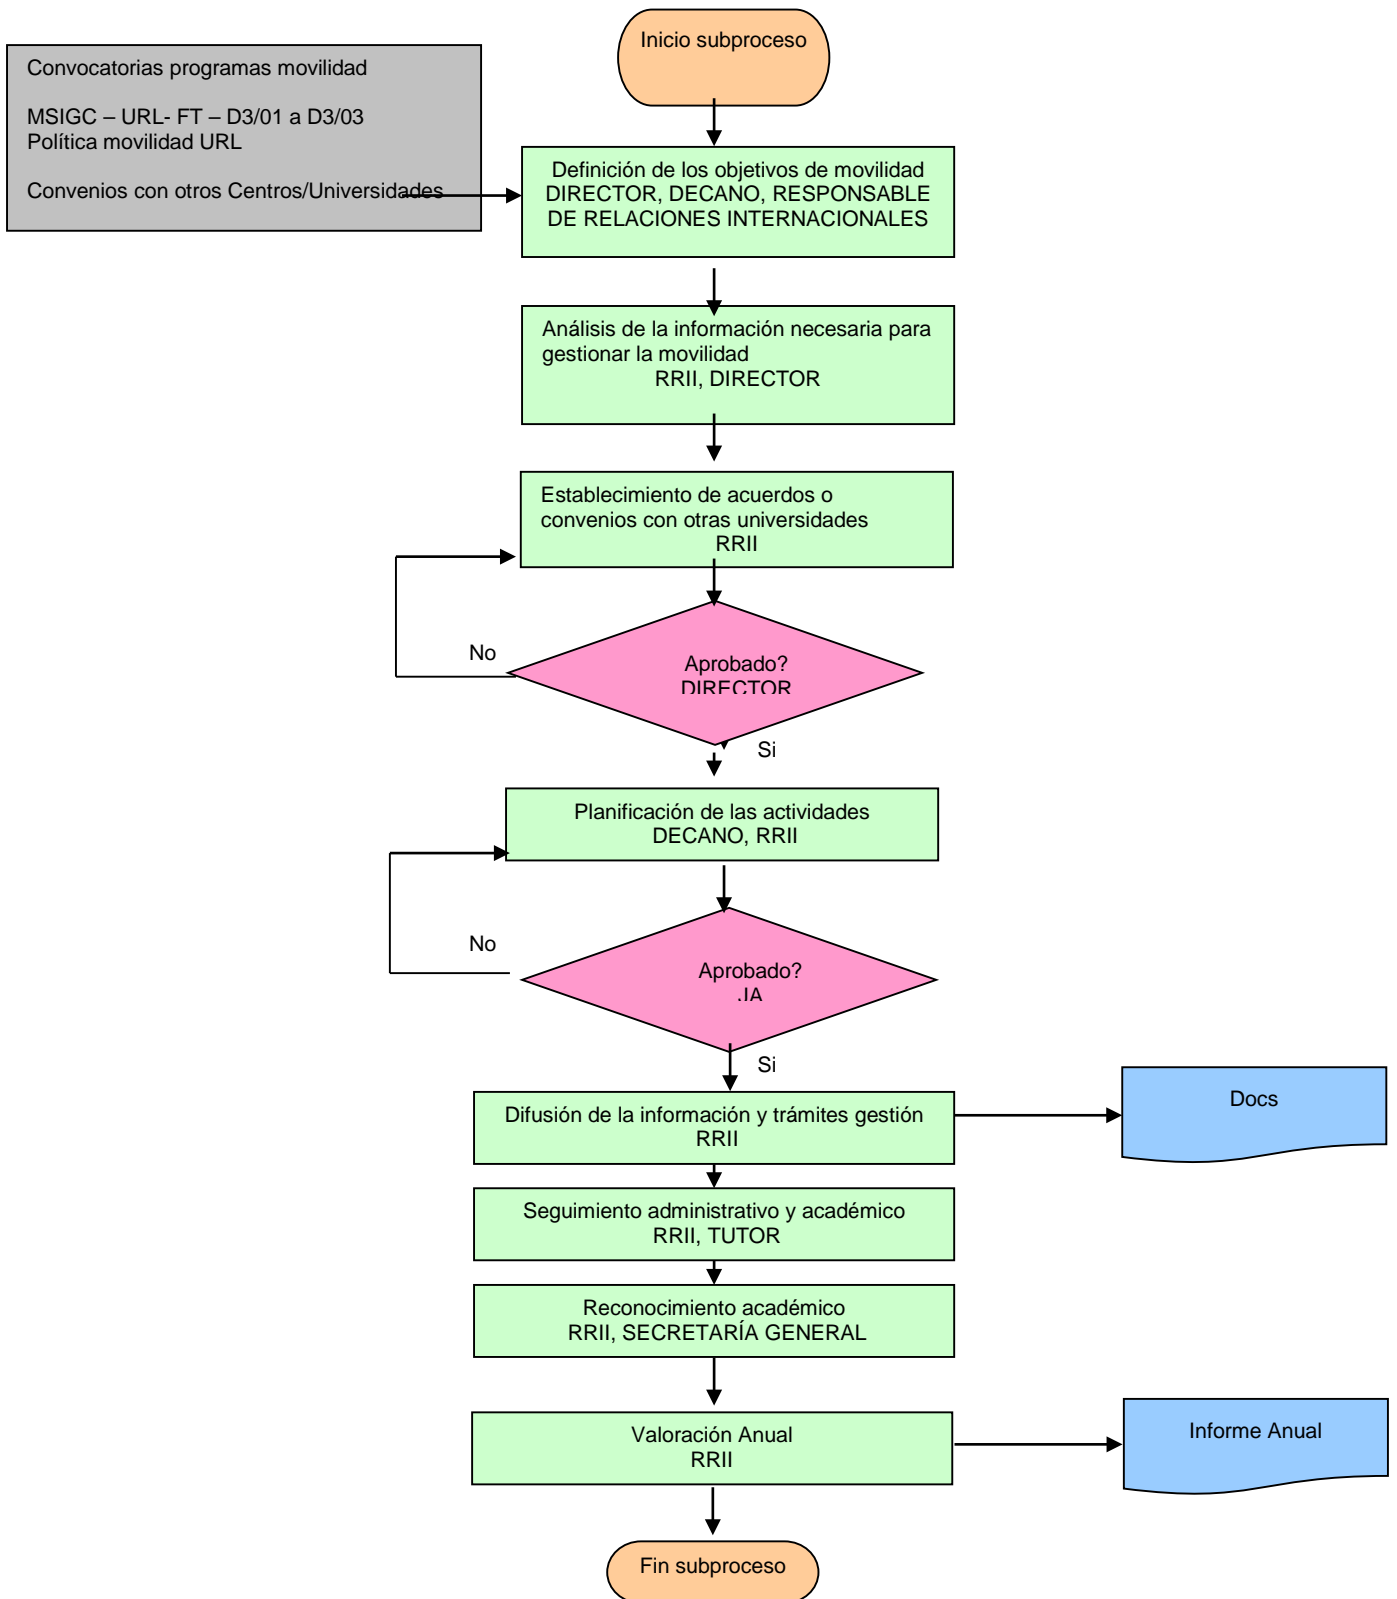 Inicio subproceso
Convocatorias programas movilidad
MSIGC – URL- FT – D3/01 a D3/03
Política movilidad URL
Convenios con otros Centros/Universidades
Definición de los objetivos de movilidad
DIRECTOR, DECANO, RESPONSABLE
DE RELACIONES INTERNACIONALES
Análisis de la información necesaria para
gestionar la movilidad
RRII, DIRECTOR
Establecimiento de acuerdos o
convenios con otras universidades
RRII
No
Aprobado?
DIRECTOR
Si
Planificación de las actividades
DECANO, RRII
No
Aprobado?
Si
Difusión de la información y trámites gestión
RRII
Docs
Seguimiento administrativo y académico
RRII, TUTOR
Reconocimiento académico
RRII, SECRETARÍA GENERAL
Valoración Anual
RRII
Informe Anual
Fin subproceso